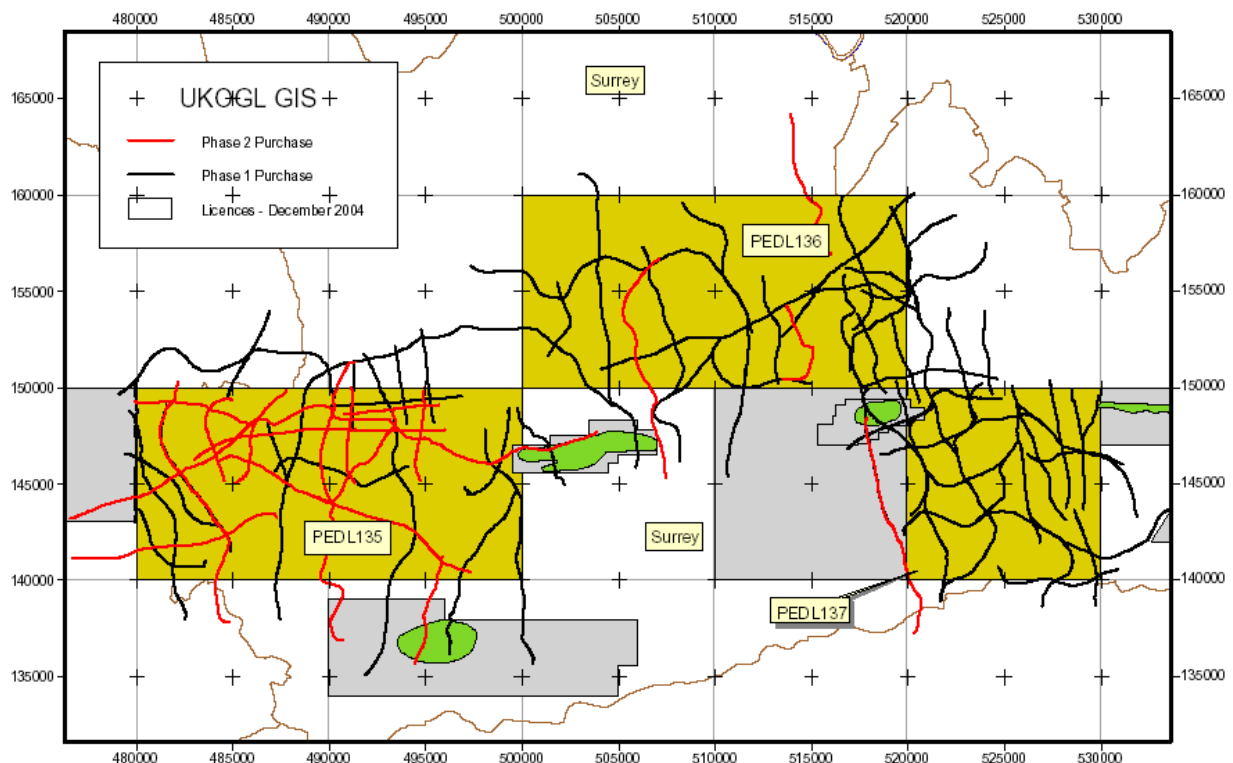 480000 485000 490000 495000 500000 505000 510000 515000 520000 525000 530000
UKOGL GIS
Phase 2 Purchase
Phase 1 Purchase
Licences - December 2004
Surrey
165000 165000
160000 160000
PEDL136
155000 155000
150000 150000
145000 145000
PEDL135
Surrey
140000 140000
PEDL137
135000 135000
480000 485000 490000 495000 500000 505000 510000 515000 520000 525000 530000